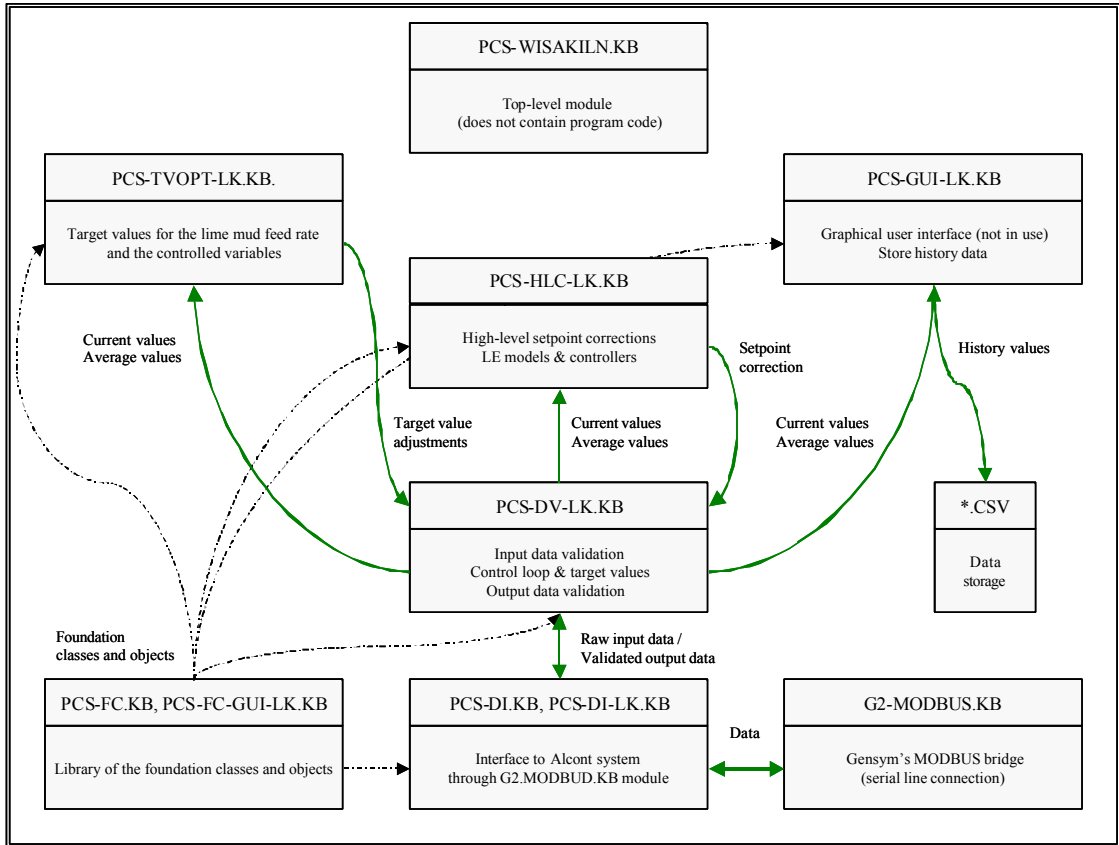 PCS-WISAKILN.KB
Top-level module
(does not contain program code)
PCS-TVOPT-LK.KB.
Target values for the lime mud feed rate
and the controlled variables
PCS-GUI-LK.KB
Graphical user interface (not in use)
Store history data
PCS-HLC-LK.KB
High-level setpoint corrections
LE models & controllers
Current values
Average values
Setpoint
correction
History values
Target value
adjustments
Current values
Average values
Current values
Average values
PCS-DV-LK.KB
Input data validation
Control loop & target values
Output data validation
*.CSV
Data
storage
Foundation
classes and objects
Raw input data /
Validated output data
PCS-FC.KB, PCS-FC-GUI-LK.KB
Library of the foundation classes and objects
PCS-DI.KB, PCS-DI-LK.KB
Interface to Alcont system
through G2.MODBUD.KB module
Data
G2-MODBUS.KB
Gensym's MODBUS bridge
(serial line connection)